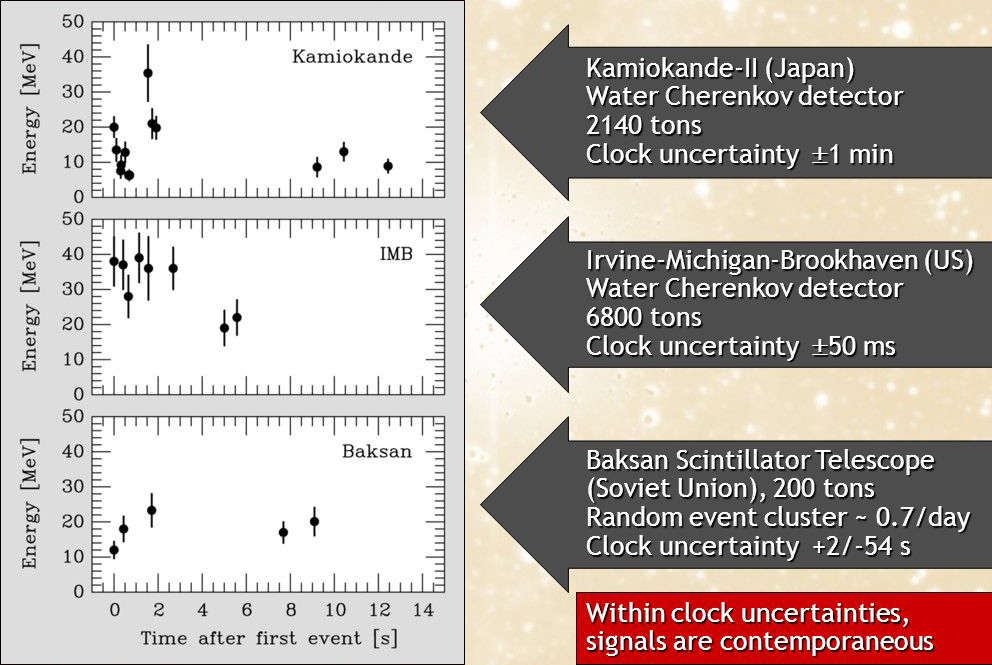 50
40
30
20
10
0
Energy [MeV]
Kamiokande
50
40
30
20
10
0
Energy [MeV]
IMB
50
40
30
20
10
0
Energy [MeV]
Baksan
0 2 4 6 8 10 12 14
Time after first event [s]
Kamiokande-II (Japan)
Water Cherenkov detector
2140 tons
Clock uncertainty ±1 min
Irvine-Michigan-Brookhaven (US)
Water Cherenkov detector
6800 tons
Clock uncertainty ±50 ms
Baksan Scintillator Telescope
(Soviet Union), 200 tons
Random event cluster ~ 0.7/day
Clock uncertainty +2/-54 s
Within clock uncertainties,
signals are contemporaneous